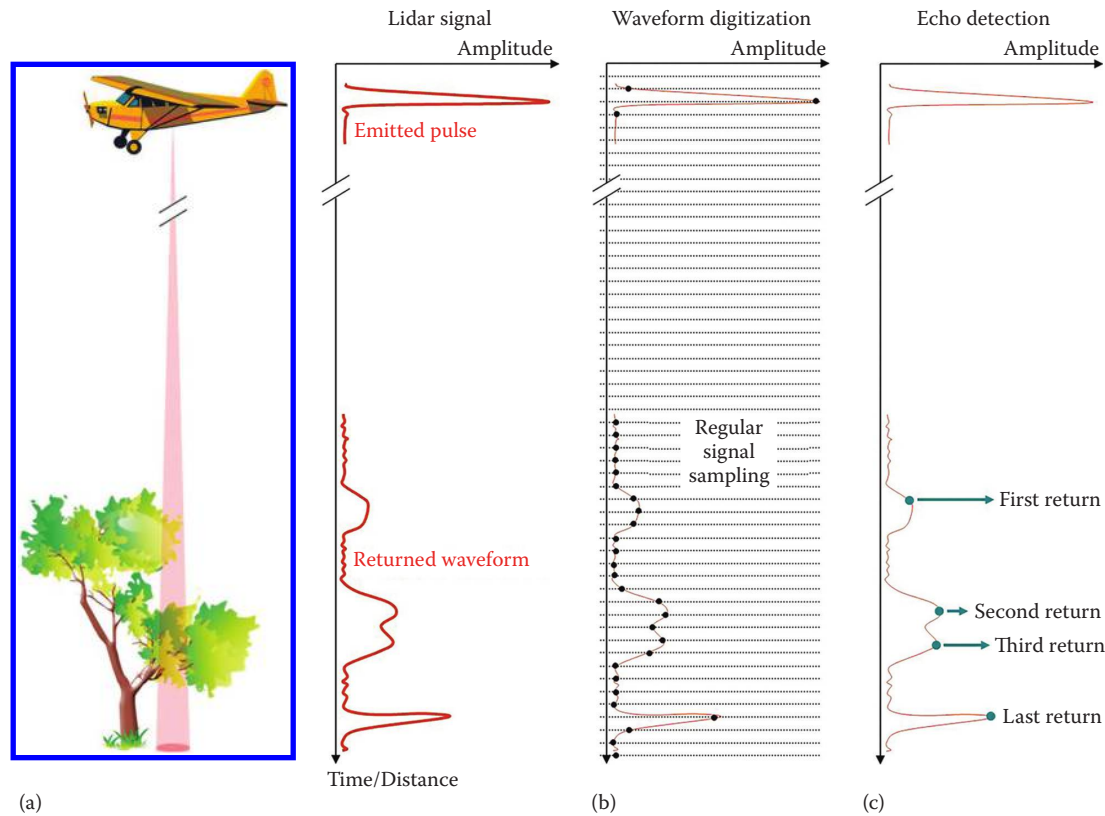 Lidar signal
Waveform digitization
Echo detection
Amplitude
Amplitude
Amplitude
Emitted pulse
Regular
signal
sampling
First return
Returned waveform
Second return
Third return
Last return
Time/Distance
(a)
(b)
(c)